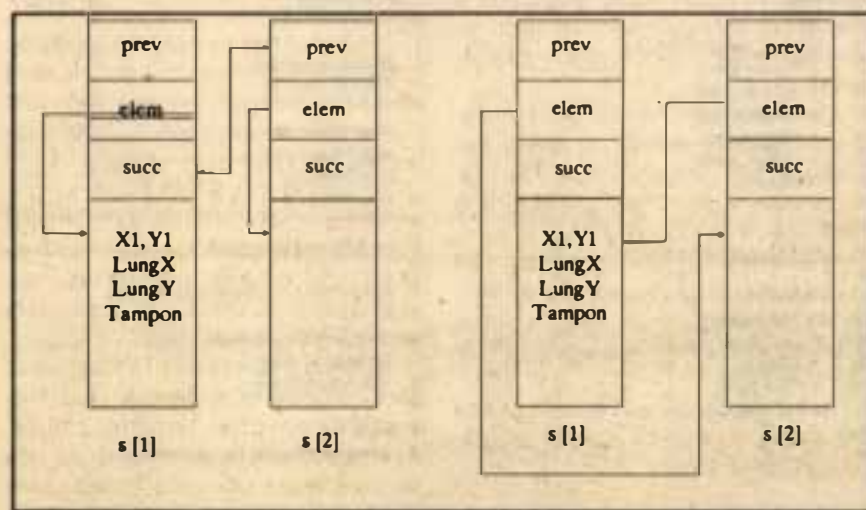 prev
elem
succ
X1,Y1
LungX
LungY
Tampon
s [1]
prev
elem
succ
s [2]
prev
elem
succ
X1,Y1
LungX
LungY
Tampon
s [1]
prev
elem
succ
s [2]